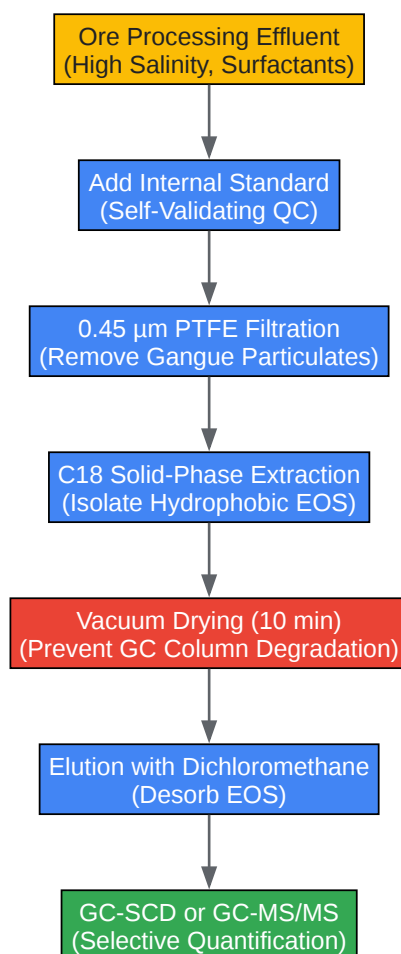 Ore Processing Effluent
(High Salinity, Surfactants)
Add Internal Standard
(Self-Validating QC)
0.45 µm PTFE Filtration
(Remove Gangue Particulates)
C18 Solid-Phase Extraction
(Isolate Hydrophobic EOS)
Vacuum Drying (10 min)
(Prevent GC Column Degradation)
Elution with Dichloromethane
(Desorb EOS)
GC-SCD or GC-MS/MS
(Selective Quantification)